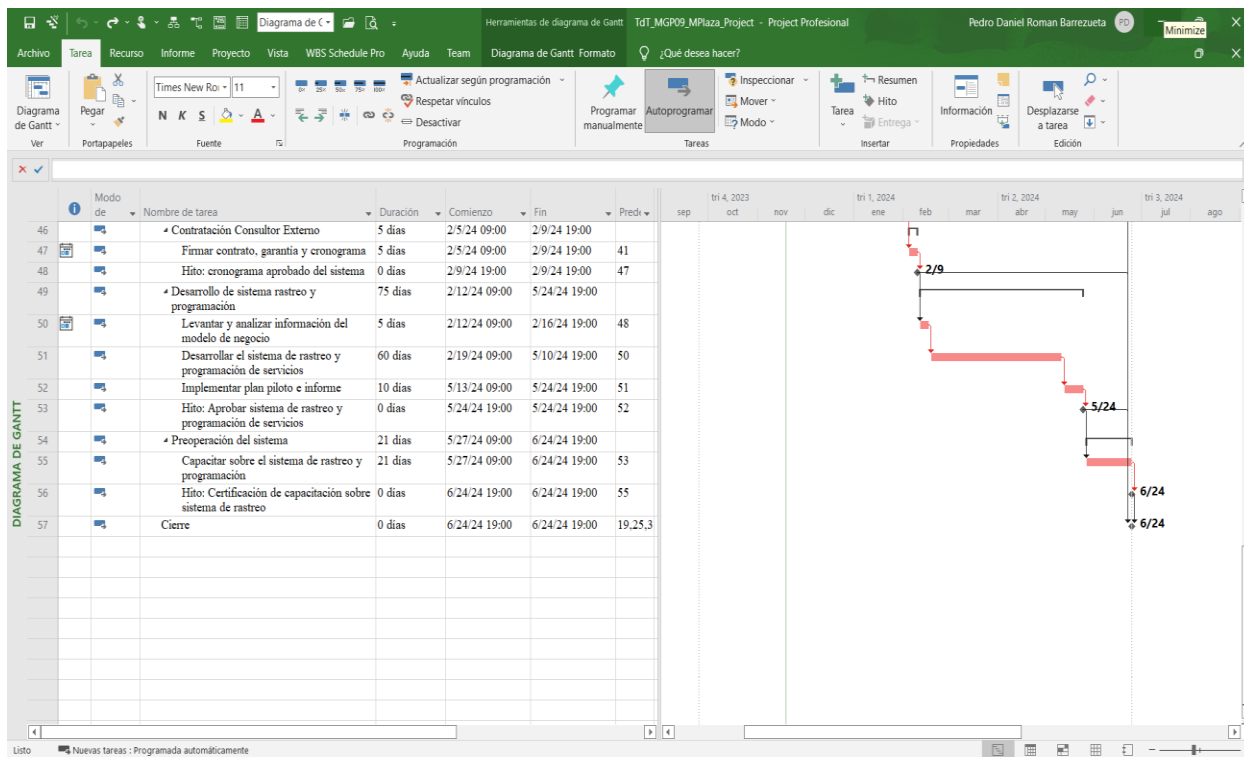 Diagrama de G
Herramientas de diagrama de Gantt
TdT_MGP09_MPlaza_Project - Project Profesional
Pedro Daniel Roman Barrezueta
PD
Minimize
Archivo Tarea Recurso Informe Proyecto Vista WBS Schedule Pro Ayuda Team Diagrama de Gantt Formato ¿Qué desea hacer?
Diagrama de Gantt
Ver
Pegar
Portapapeles
Times New Ro 11
N K S A
Fuente
0% 25% 50% 75% 100%
Actualizar según programación
Respetar vínculos
Desactivar
Programación
Programar manualmente
Autoprogramar
Inspeccionar
Mover
Modo
Tareas
Tarea
Resumen
Hito
Entrega
Insertar
Información
Propiedades
Desplazarse a tarea
Edición
Modo de Nombre de tarea Duración Comienzo Fin Prede
tri 4, 2023 tri 1, 2024 tri 2, 2024 tri 3, 2024
sep oct nov dic ene feb mar abr may jun jul ago
46 Contratación Consultor Externo 5 días 2/5/24 09:00 2/9/24 19:00
47 Firmar contrato, garantía y cronograma 5 días 2/5/24 09:00 2/9/24 19:00 41
48 Hito: cronograma aprobado del sistema 0 días 2/9/24 19:00 2/9/24 19:00 47
2/9
49 Desarrollo de sistema rastreo y 75 días 2/12/24 09:00 5/24/24 19:00
programación
50 Levantar y analizar información del 5 días 2/12/24 09:00 2/16/24 19:00 48
modelo de negocio
51 Desarrollar el sistema de rastreo y 60 días 2/19/24 09:00 5/10/24 19:00 50
programación de servicios
52 Implementar plan piloto e informe 10 días 5/13/24 09:00 5/24/24 19:00 51
53 Hito: Aprobar sistema de rastreo y 0 días 5/24/24 19:00 5/24/24 19:00 52
programación de servicios
5/24
54 Preoperación del sistema 21 días 5/27/24 09:00 6/24/24 19:00
55 Capacitar sobre el sistema de rastreo y 21 días 5/27/24 09:00 6/24/24 19:00 53
programación
56 Hito: Certificación de capacitación sobre 0 días 6/24/24 19:00 6/24/24 19:00 55
sistema de rastreo
6/24
57 Cierre 0 días 6/24/24 19:00 6/24/24 19:00 19,25,3
6/24
DIAGRAMA DE GANTT
Listo Nuevas tareas : Programada automáticamente